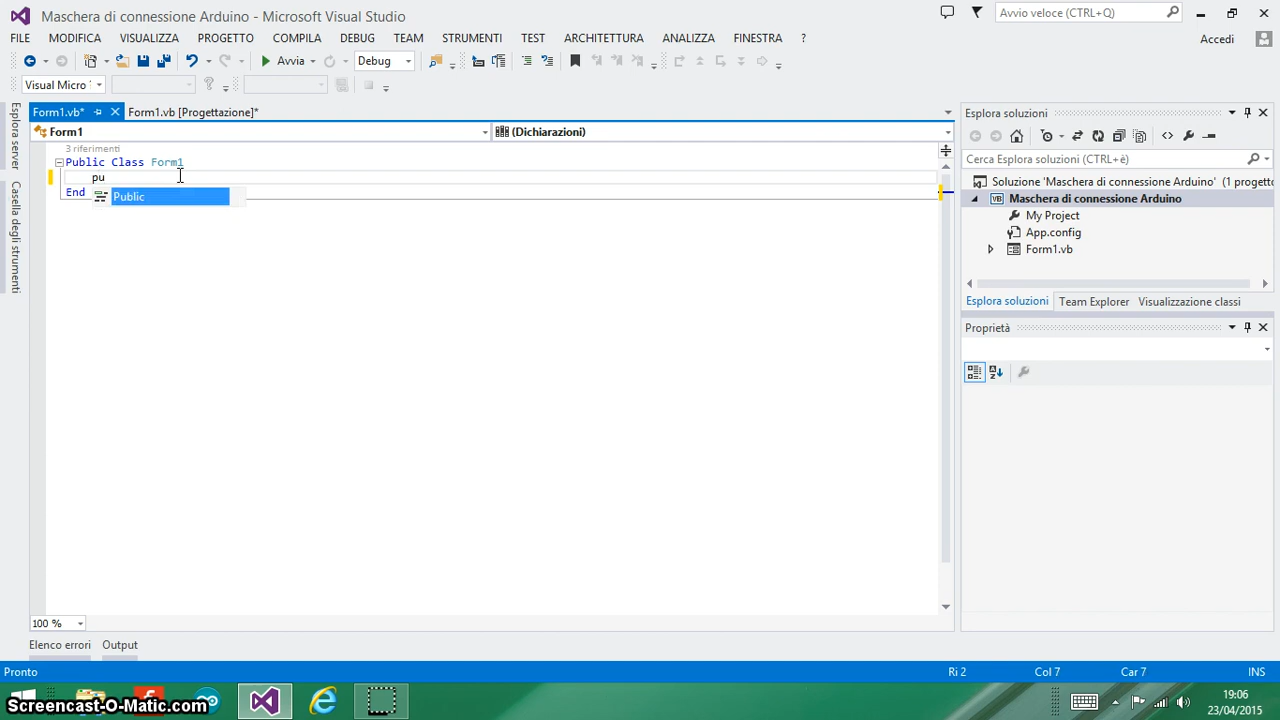 Maschera di connessione Arduino - Microsoft Visual Studio
Avvio veloce (CTRL+Q)
FILE MODIFICA VISUALIZZA PROGETTO COMPILA DEBUG TEAM STRUMENTI TEST ARCHITETTURA ANALIZZA FINESTRA ?
Accedi
Avvia
Debug
Visual Micro
Esplora server
Casella degli strumenti
Form1.vb*
Form1.vb [Progettazione]*
Form1
(Dichiarazioni)
3 riferimenti
Public Class Form1
pu
End
Public
100 %
Esplora soluzioni
Cerca Esplora soluzioni (CTRL+è)
Soluzione 'Maschera di connessione Arduino' (1 progetto
Maschera di connessione Arduino
My Project
App.config
Form1.vb
Esplora soluzioni Team Explorer Visualizzazione classi
Proprietà
Elenco errori Output
Pronto
Ri 2
Col 7
Car 7
INS
Screencast-O-Matic.com
19:06
23/04/2015